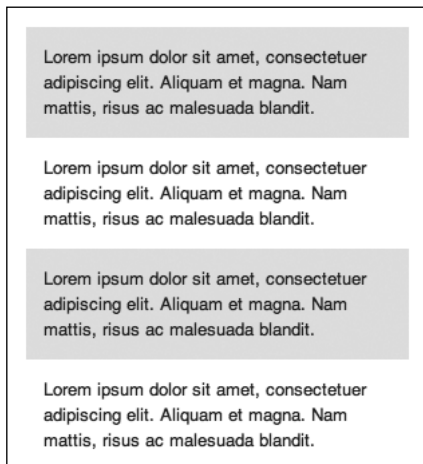 Lorem ipsum dolor sit amet, consectetuer
adipiscing elit. Aliquam et magna. Nam
mattis, risus ac malesuada blandit.
Lorem ipsum dolor sit amet, consectetuer
adipiscing elit. Aliquam et magna. Nam
mattis, risus ac malesuada blandit.
Lorem ipsum dolor sit amet, consectetuer
adipiscing elit. Aliquam et magna. Nam
mattis, risus ac malesuada blandit.
Lorem ipsum dolor sit amet, consectetuer
adipiscing elit. Aliquam et magna. Nam
mattis, risus ac malesuada blandit.